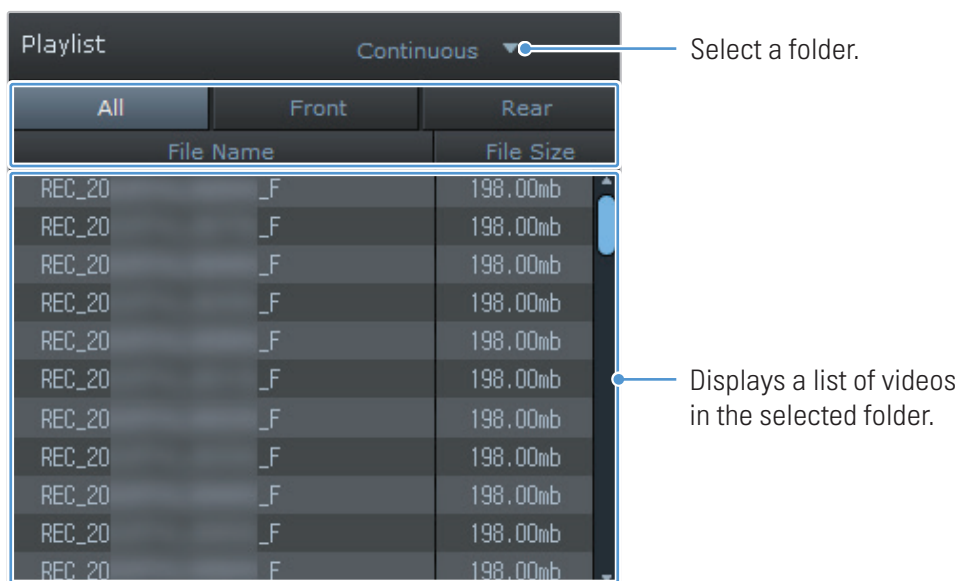 Playlist
Continuous
Select a folder.
All Front Rear
File Name File Size
REC_20 _F 198.00mb
REC_20 _F 198.00mb
REC_20 _F 198.00mb
REC_20 _F 198.00mb
REC_20 _F 198.00mb
REC_20 _F 198.00mb
Displays a list of videos
in the selected folder.
REC_20 _F 198.00mb
REC_20 _F 198.00mb
REC_20 _F 198.00mb
REC_20 _F 198.00mb
REC_20 _F 198.00mb